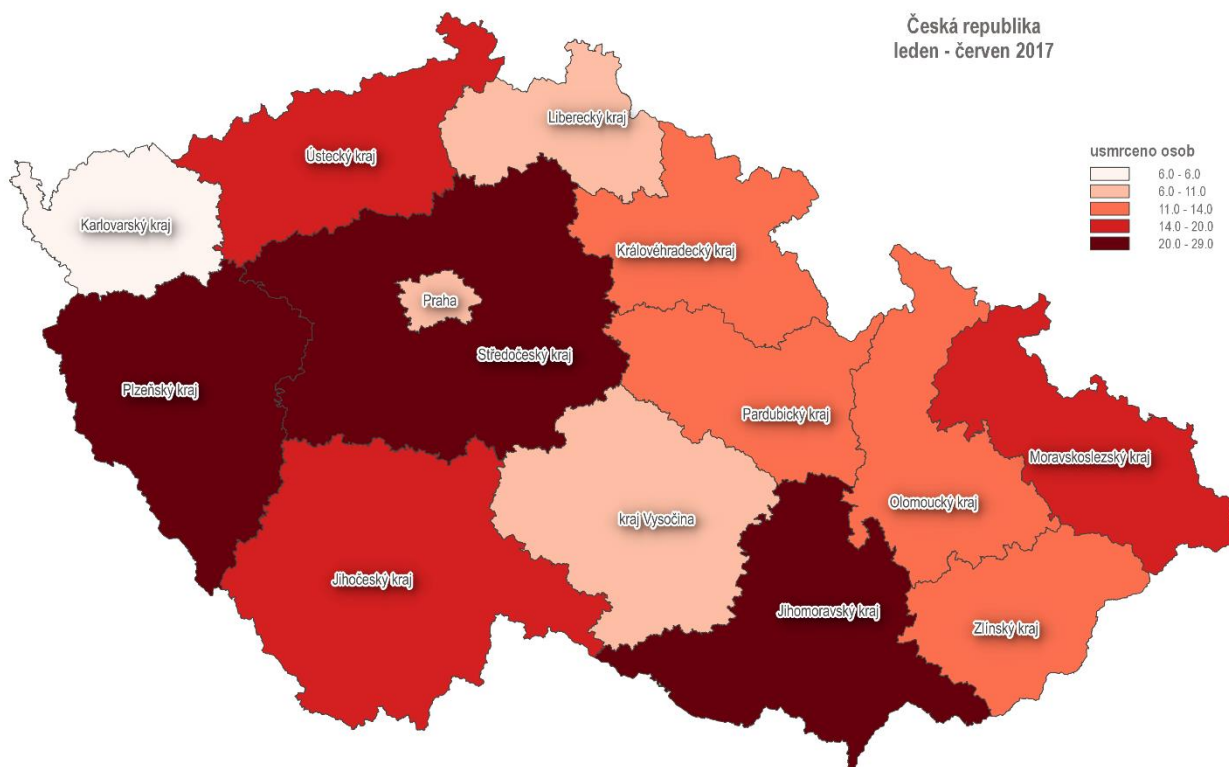 Česká republika
leden - červen 2017
usmrceno osob
6.0 - 6.0
6.0 - 11.0
11.0 - 14.0
14.0 - 20.0
20.0 - 29.0
Liberecký kraj
Ústecký kraj
Karlovarský kraj
Královéhradecký kraj
Praha
Středočeský kraj
Plzeňský kraj
Pardubický kraj
Moravskoslezský kraj
Olomoucký kraj
kraj Vysočina
Jihočeský kraj
Jihomoravský kraj
Zlínský kraj